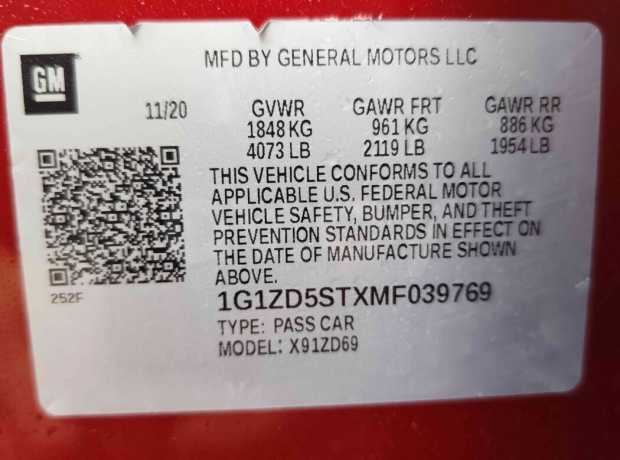 GM
MFD BY GENERAL MOTORS LLC
11/20 GVWR GAWR FRT GAWR RR
1848 KG 961 KG 886 KG
4073 LB 2119 LB 1954 LB
THIS VEHICLE CONFORMS TO ALL
APPLICABLE U.S. FEDERAL MOTOR
VEHICLE SAFETY, BUMPER, AND THEFT
PREVENTION STANDARDS IN EFFECT ON
THE DATE OF MANUFACTURE SHOWN
ABOVE.
252F
1G1ZD5STXMF039769
TYPE: PASS CAR
MODEL: X91ZD69